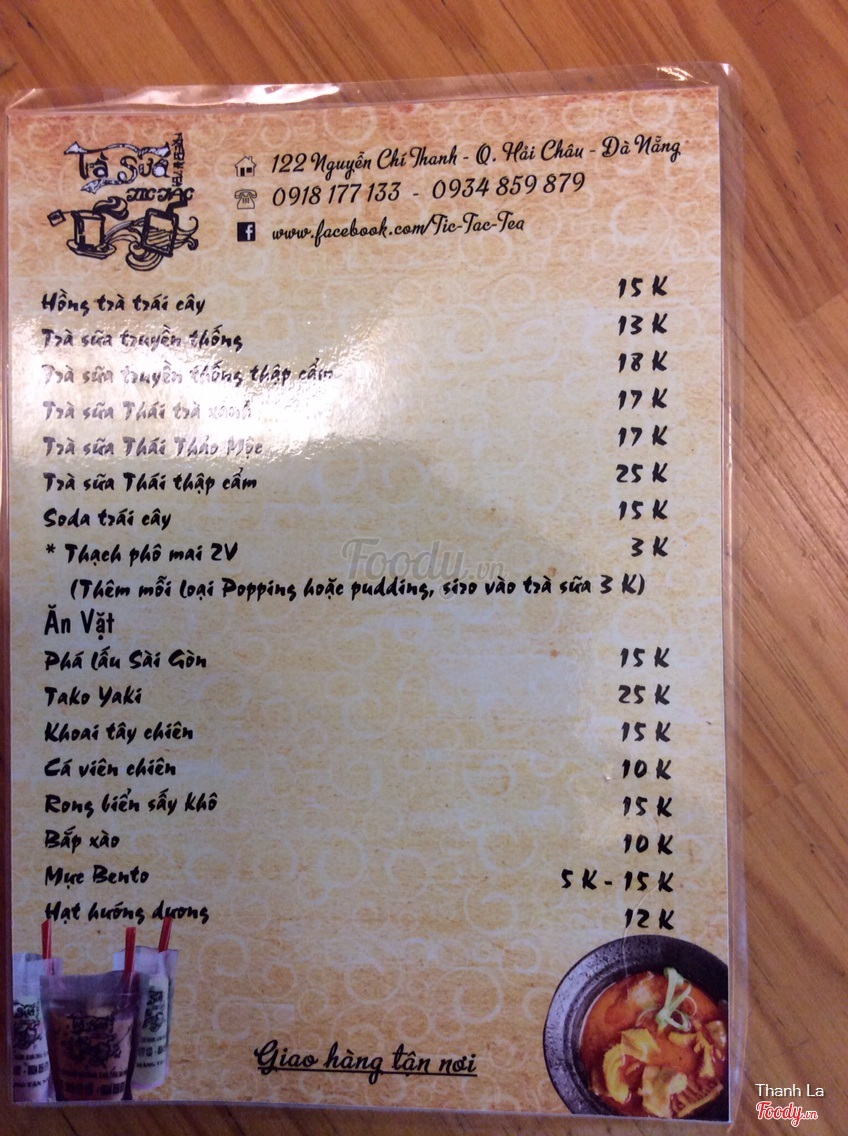 Trà Sữa
TIC TAC
122 Nguyễn Chí Thanh - Q. Hải Châu - Đà Nẵng
0918 177 133 - 0934 859 879
www.facebook.com/Tic-Tac-Tea
Hồng trà trái cây 15 K
Trà sữa truyền thống 13 K
Trà sữa truyền thống thập cẩm 18 K
Trà sữa Thái trà xanh 17 K
Trà sữa Thái Thảo Mộc 17 K
Trà sữa Thái thập cẩm 25 K
Soda trái cây 15 K
* Thạch phô mai 2V 3 K
(Thêm mỗi loại Popping hoặc pudding, siro vào trà sữa 3 K)
Ăn Vặt
Phá lấu Sài Gòn 15 K
Tako Yaki 25 K
Khoai tây chiên 15 K
Cá viên chiên 10 K
Rong biển sấy khô 15 K
Bắp xào 10 K
Mực Bento 5 K - 15 K
Hạt hướng dương 12 K
Giao hàng tận nơi
Foody.vn
Thanh La
Foody.vn